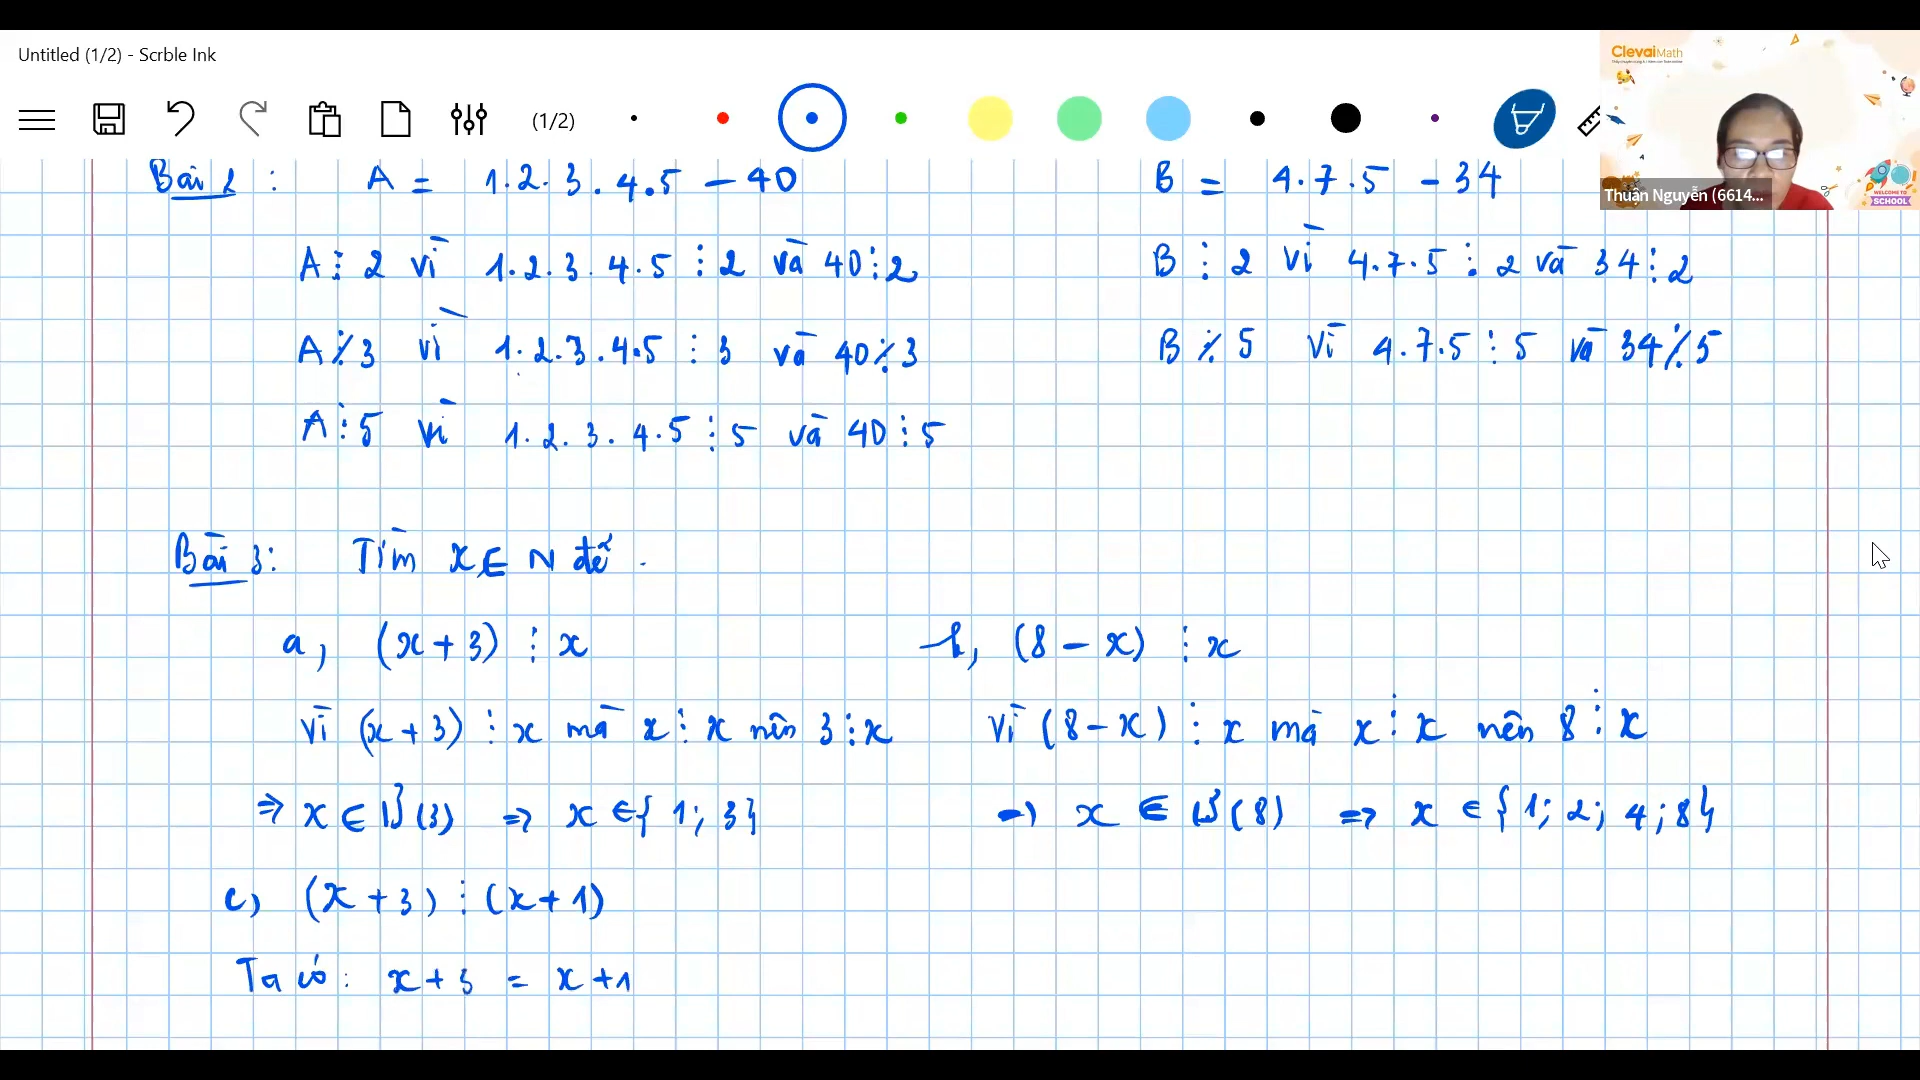 Untitled (1/2) - Scrble Ink
(1/2)
ClevaiMath
WELCOME TO SCHOOL
Thuân Nguyễn (6614...
Bài 2 : A = 1.2.3.4.5 - 40 B = 4.7.5 - 34
A ⋮ 2 vì 1.2.3.4.5 ⋮ 2 và 40 ⋮ 2 B ⋮ 2 vì 4.7.5 ⋮ 2 và 34 ⋮ 2
A ⋮̸ 3 vì 1.2.3.4.5 ⋮ 3 và 40 ⋮̸ 3 B ⋮̸ 5 vì 4.7.5 ⋮ 5 và 34 ⋮̸ 5
A ⋮ 5 vì 1.2.3.4.5 ⋮ 5 và 40 ⋮ 5
Bài 3: Tìm x ∈ N để .
a, (x + 3) ⋮ x b, (8 - x) ⋮ x
Vì (x + 3) ⋮ x mà x ⋮ x nên 3 ⋮ x Vì (8 - x) ⋮ x mà x ⋮ x nên 8 ⋮ x
⇒ x ∈ Ư(3) ⇒ x ∈ { 1; 3} ⇒ x ∈ Ư(8) ⇒ x ∈ { 1; 2; 4; 8}
c) (x + 3) ⋮ (x + 1)
Ta có: x + 3 = x + 1